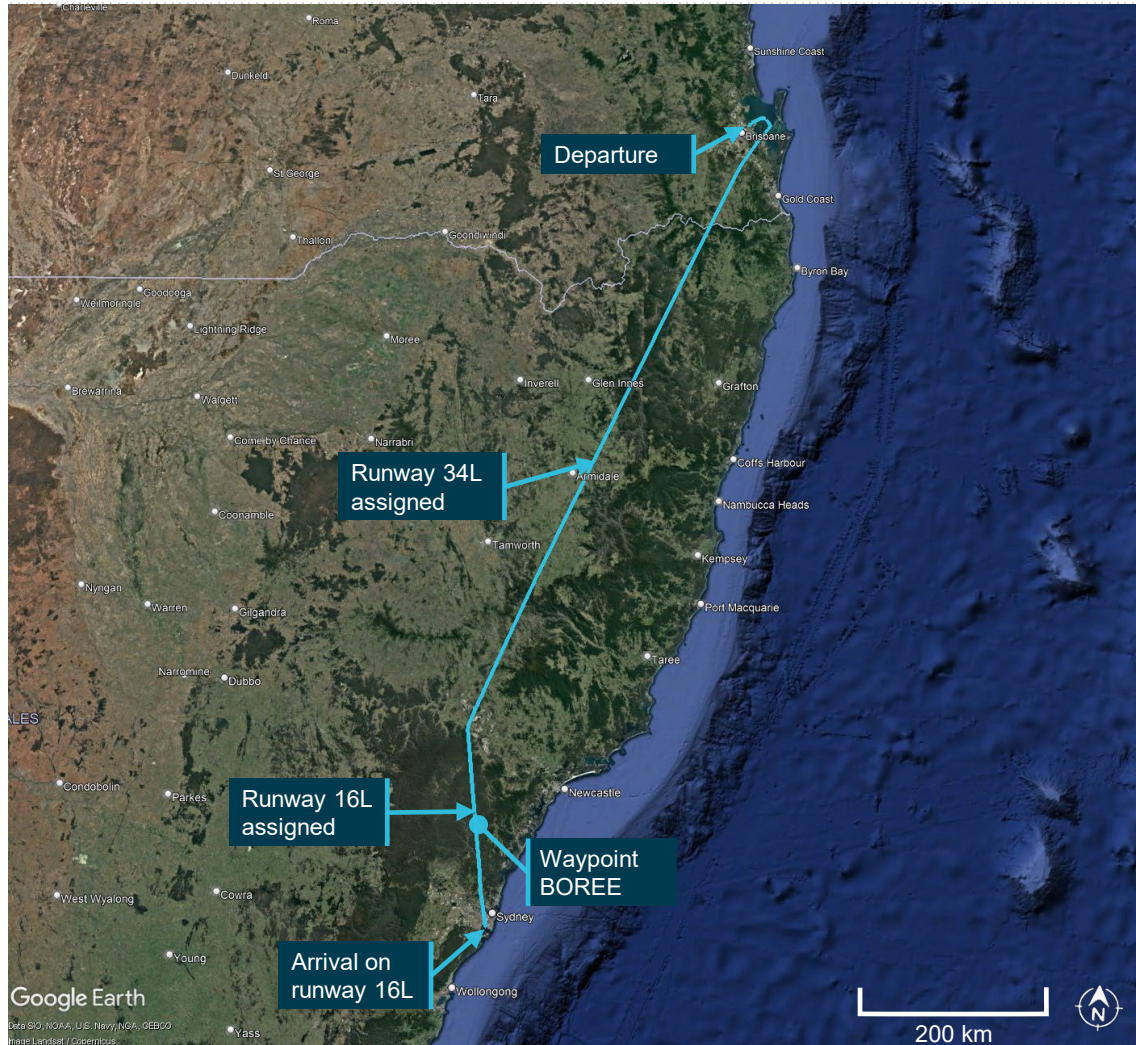 Charleville
Roma
Sunshine Coast
Dunkeld
Tara
Departure
Brisbane
St George
Gold Coast
Goondiwindi
Thallon
Byron Bay
Goodooga
Weilmoringle
Lightning Ridge
Moree
Inverell
Glen Innes
Grafton
Brewarrina
Walgett
Come by Chance
Narrabri
Coffs Harbour
Runway 34L
assigned
Armidale
Nambucca Heads
Coonamble
Tamworth
Kempsey
Nyngan
Warren
Gilgandra
Port Macquarie
Taree
Narromine
Dubbo
ALES
Condobolin
Parkes
Runway 16L
assigned
Newcastle
Waypoint
BOREE
West Wyalong
Cowra
Sydney
Arrival on
runway 16L
Young
Wollongong
Google Earth
Data SIO, NOAA, U.S. Navy, NGA, GEBCO
Image Landsat / Copernicus
Yass
200 km
N